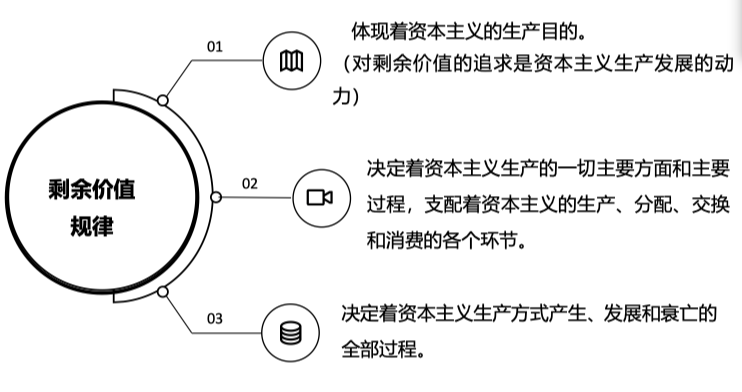 剩余价值
规律
01
体现着资本主义的生产目的。
（对剩余价值的追求是资本主义生产发展的动
力）
02
决定着资本主义生产的一切主要方面和主要
过程，支配着资本主义的生产、分配、交换
和消费的各个环节。
03
决定着资本主义生产方式产生、发展和衰亡的
全部过程。